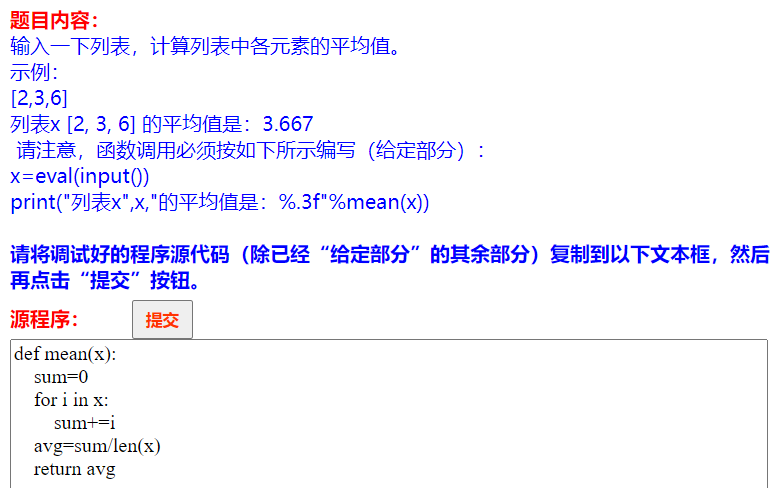 题目内容：
输入一下列表，计算列表中各元素的平均值。
示例：
[2,3,6]
列表x [2, 3, 6] 的平均值是：3.667
请注意，函数调用必须按如下所示编写（给定部分）：
x=eval(input())
print("列表x",x,"的平均值是：%.3f"%mean(x))
请将调试好的程序源代码（除已经“给定部分”的其余部分）复制到以下文本框，然后
再点击“提交”按钮。
源程序： 提交
def mean(x):
    sum=0
    for i in x:
        sum+=i
    avg=sum/len(x)
    return avg